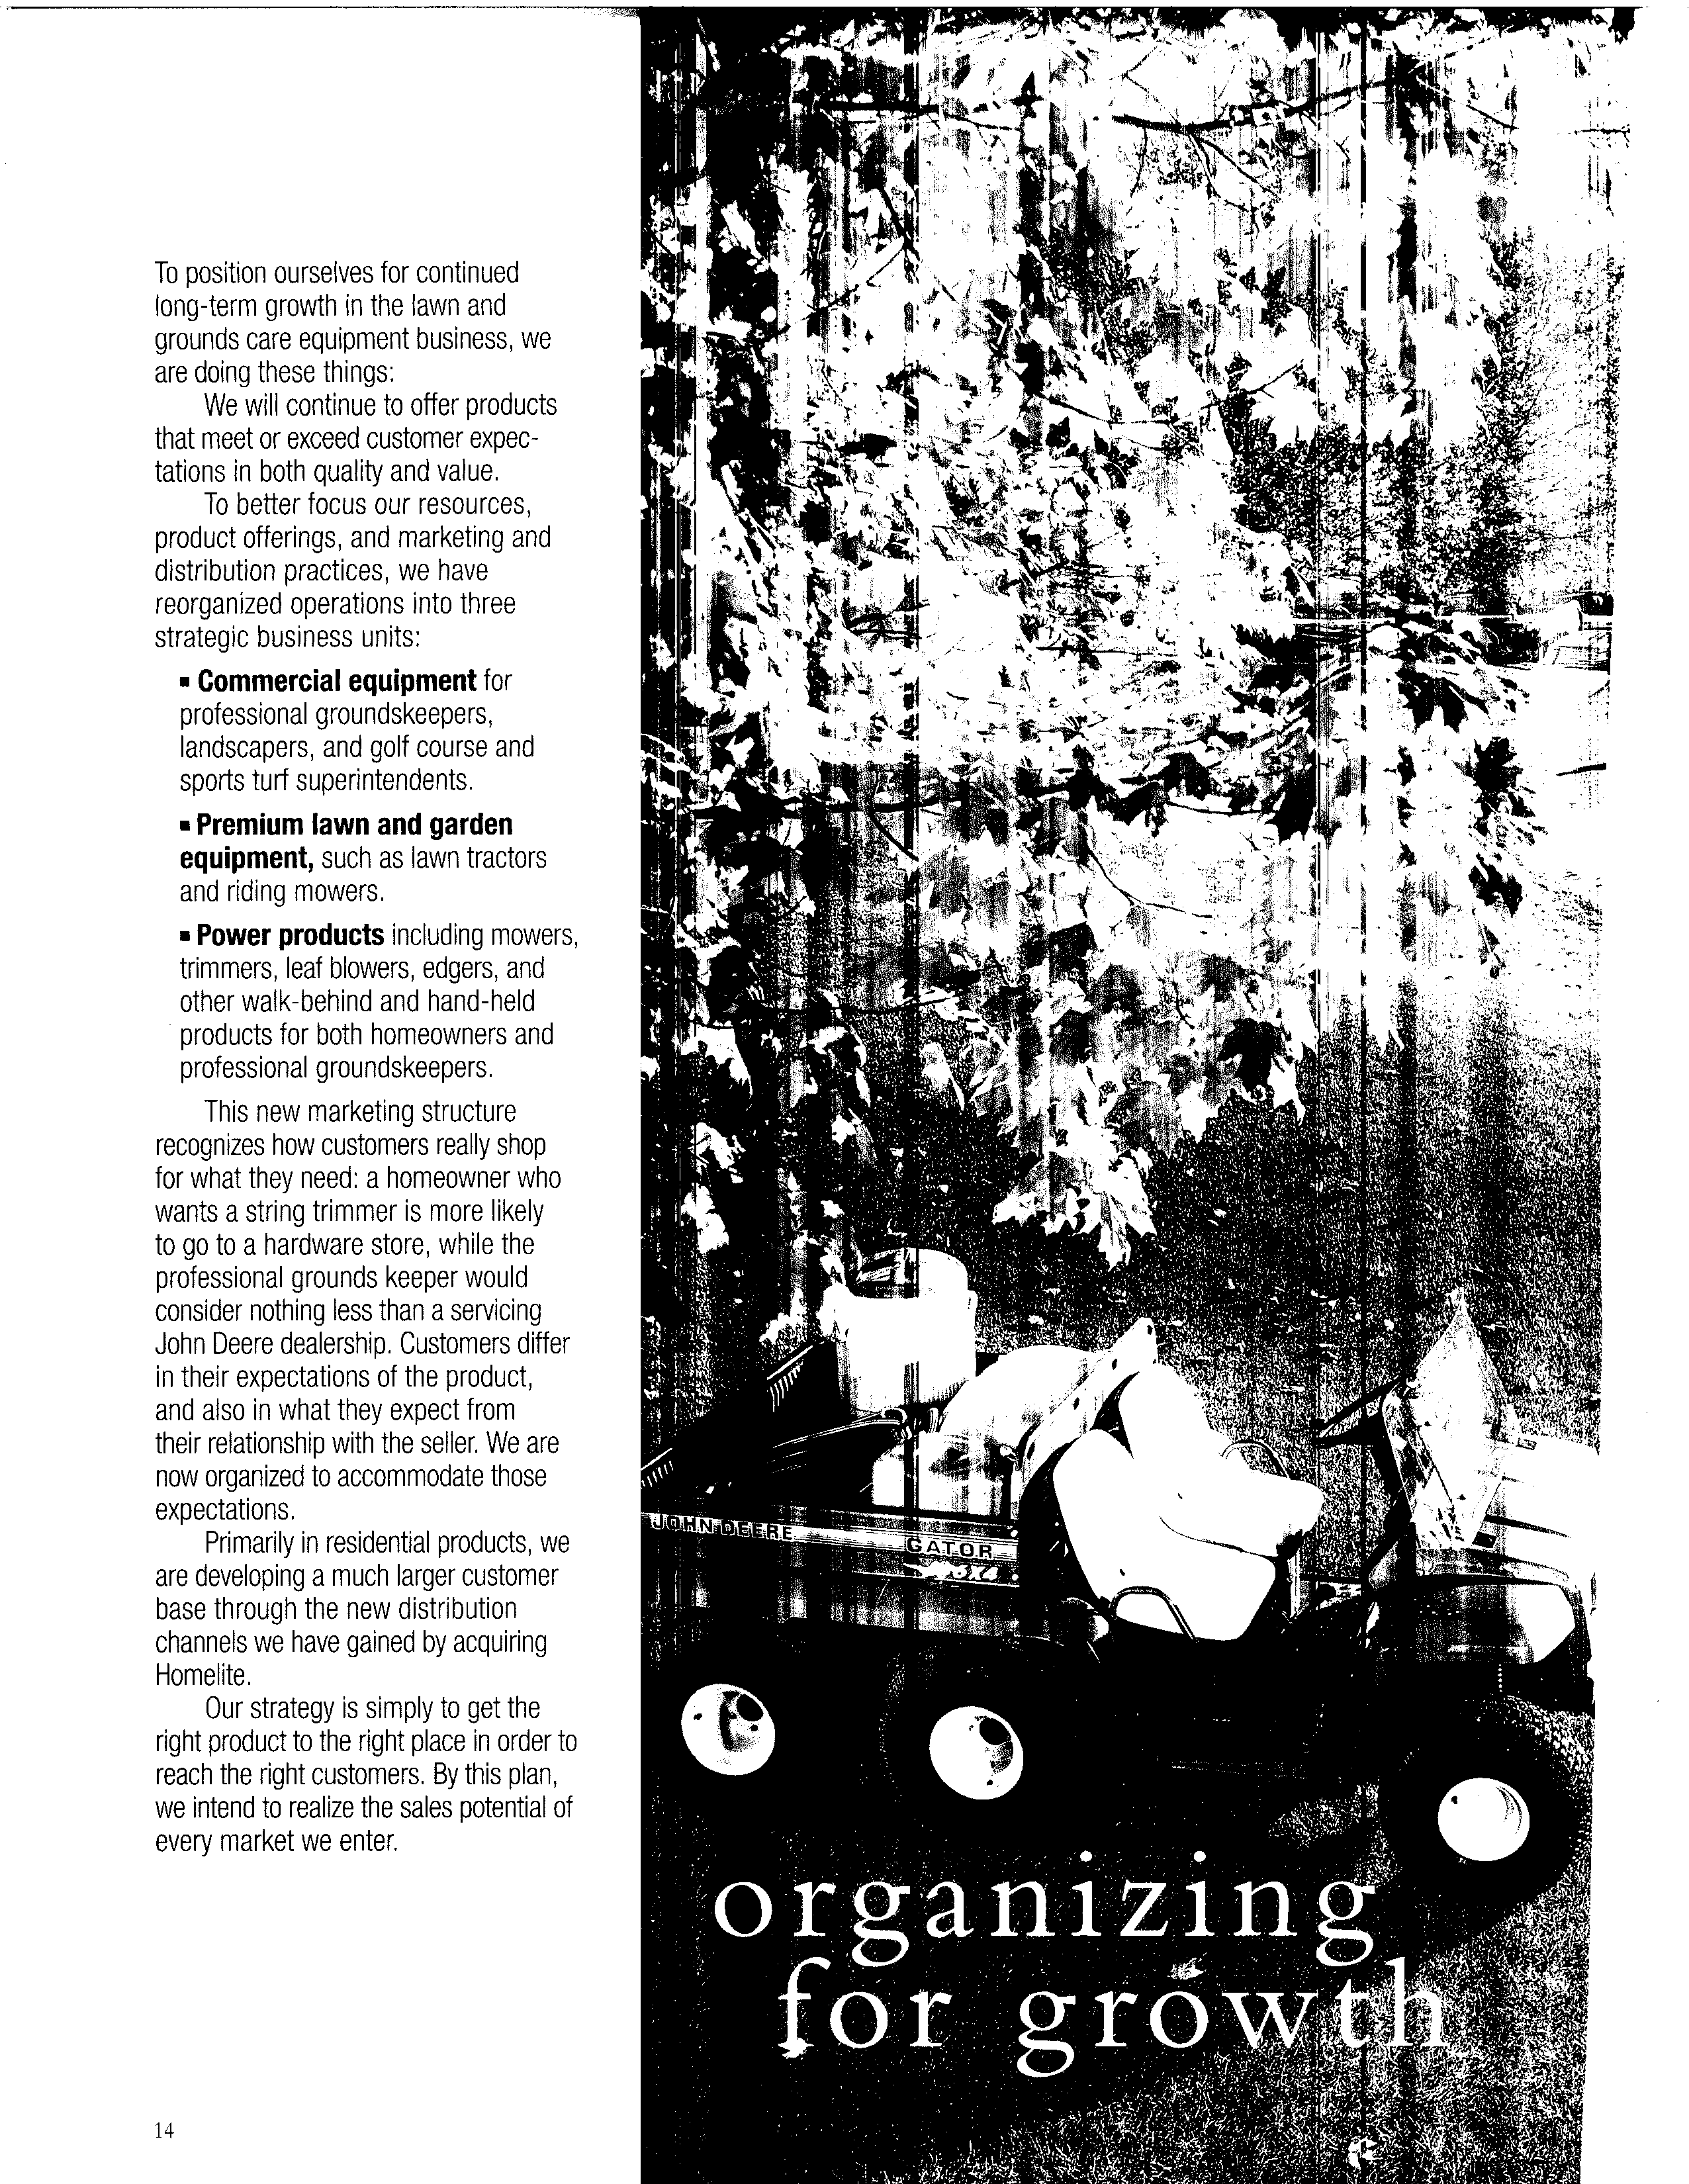 To position ourselves for continued
long-term growth in the lawn and
grounds care equipment business, we
are doing these things:
We will continue to offer products
that meet or exceed customer expec-
tations in both quality and value.
To better focus our resources,
product offerings, and marketing and
distribution practices, we have
reorganized operations into three
strategic business units:
▪ Commercial equipment for
professional groundskeepers,
landscapers, and golf course and
sports turf superintendents.
▪ Premium lawn and garden
equipment, such as lawn tractors
and riding mowers.
▪ Power products including mowers,
trimmers, leaf blowers, edgers, and
other walk-behind and hand-held
products for both homeowners and
professional groundskeepers.
This new marketing structure
recognizes how customers really shop
for what they need: a homeowner who
wants a string trimmer is more likely
to go to a hardware store, while the
professional grounds keeper would
consider nothing less than a servicing
John Deere dealership. Customers differ
in their expectations of the product,
and also in what they expect from
their relationship with the seller. We are
now organized to accommodate those
expectations.
Primarily in residential products, we
are developing a much larger customer
base through the new distribution
channels we have gained by acquiring
Homelite.
Our strategy is simply to get the
right product to the right place in order to
reach the right customers. By this plan,
we intend to realize the sales potential of
every market we enter.
14
JOHN DEERE
GATOR
6X4
organizing
for growth